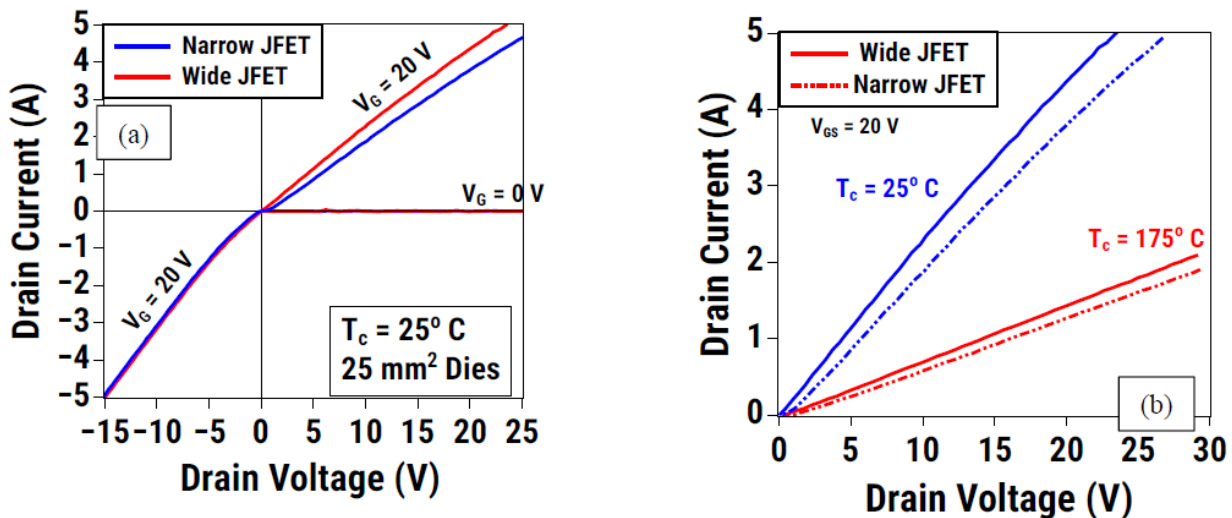 5
4
3
2
1
0
−1
−2
−3
−4
−5
Drain Current (A)
Narrow JFET
Wide JFET
(a)
V_G = 20 V
V_G = 0 V
V_G = 20 V
T_c = 25° C
25 mm² Dies
−15 −10 −5 0 5 10 15 20 25
Drain Voltage (V)
5
4
3
2
1
0
Drain Current (A)
Wide JFET
Narrow JFET
V_GS = 20 V
T_c = 25° C
T_c = 175° C
(b)
0 5 10 15 20 25 30
Drain Voltage (V)